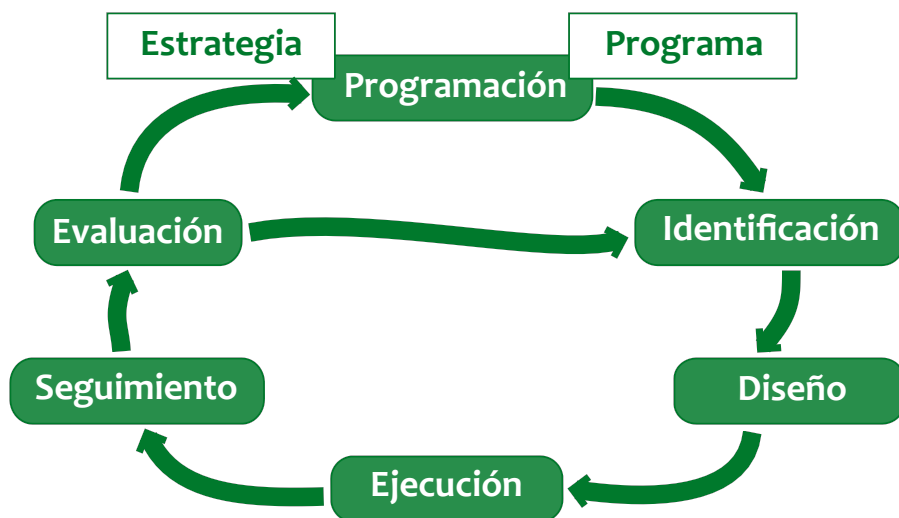 Estrategia
Programa
Programación
Evaluación
Identificación
Seguimiento
Diseño
Ejecución